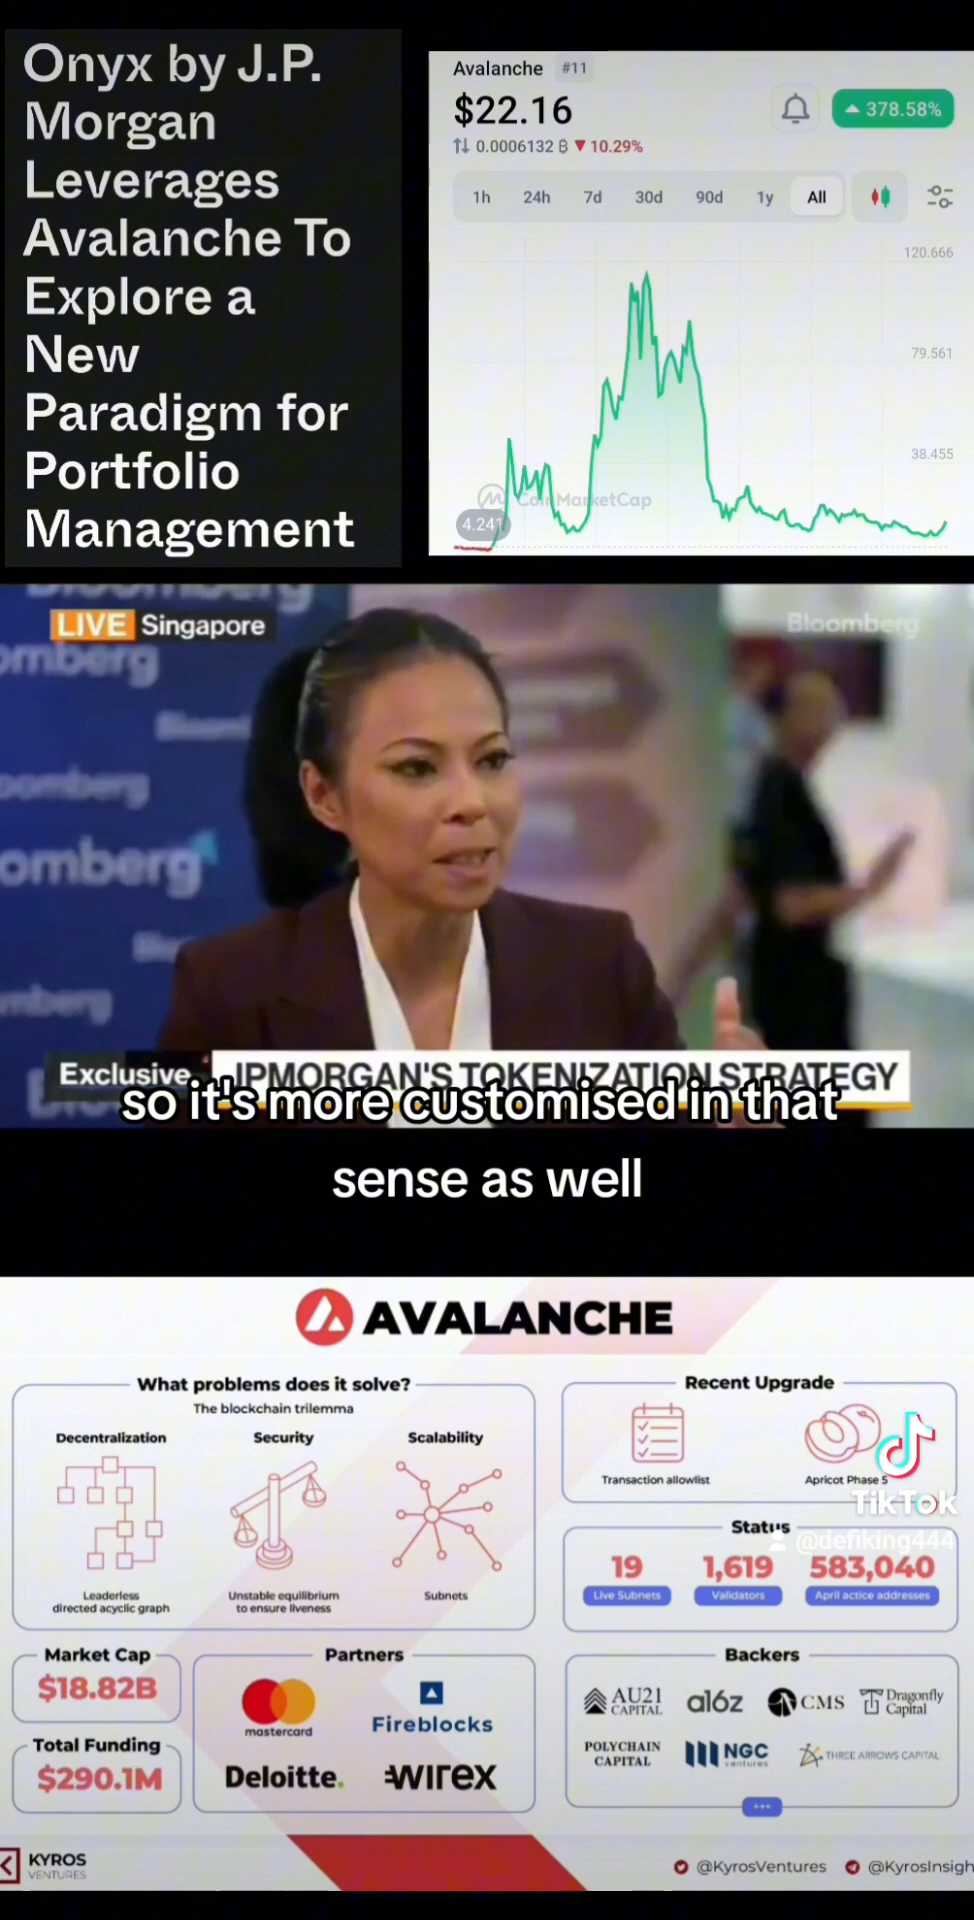 Onyx by J.P.
Morgan
Leverages
Avalanche To
Explore a
New
Paradigm for
Portfolio
Management
Avalanche #11
$22.16
378.58%
0.0006132 ₿ ▼ 10.29%
1h 24h 7d 30d 90d 1y All
120.666
79.561
38.455
CoinMarketCap
4.241
LIVE Singapore
Bloomberg
omberg
omberg
Exclusive JPMORGAN'S TOKENIZATION STRATEGY
so it's more customised in that
sense as well
AVALANCHE
What problems does it solve?
The blockchain trilemma
Decentralization Security Scalability
Leaderless
directed acyclic graph
Unstable equilibrium
to ensure liveness
Subnets
Recent Upgrade
Transaction allowlist
Apricot Phase 5
TikTok
@defiking444
Status
19 1,619 583,040
Live Subnets Validators April actice addresses
Market Cap
$18.82B
Total Funding
$290.1M
Partners
mastercard
Fireblocks
Deloitte.
wirex
Backers
AU21
CAPITAL
a16z
CMS
Dragonfly
Capital
POLYCHAIN
CAPITAL
NGC
ventures
THREE ARROWS CAPITAL
KYROS
VENTURES
@KyrosVentures @KyrosInsigh